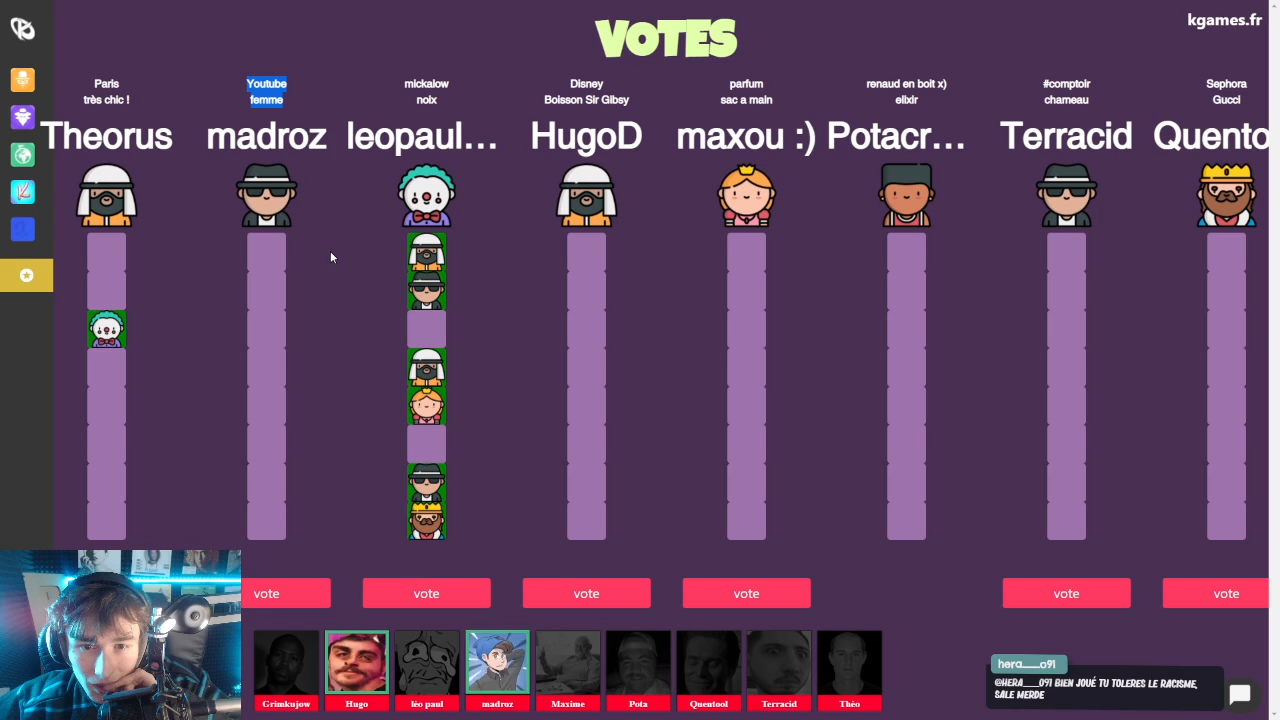 VOTES
kgames.fr
Paris
très chic !
Theorus
Youtube
femme
madroz
mickalow
noix
leopaul...
Disney
Boisson Sir Gibsy
HugoD
parfum
sac a main
maxou :)
renaud en boit x)
elixir
Potacr...
#comptoir
chameau
Terracid
Sephora
Gucci
Quento
vote
vote
vote
vote
vote
vote
Grimkujow
Hugo
léo paul
madroz
Maxime
Pota
Quentool
Terracid
Théo
hera___o91
@HERA___O91 BIEN JOUÉ TU TOLERES LE RACISME,
SALE MERDE